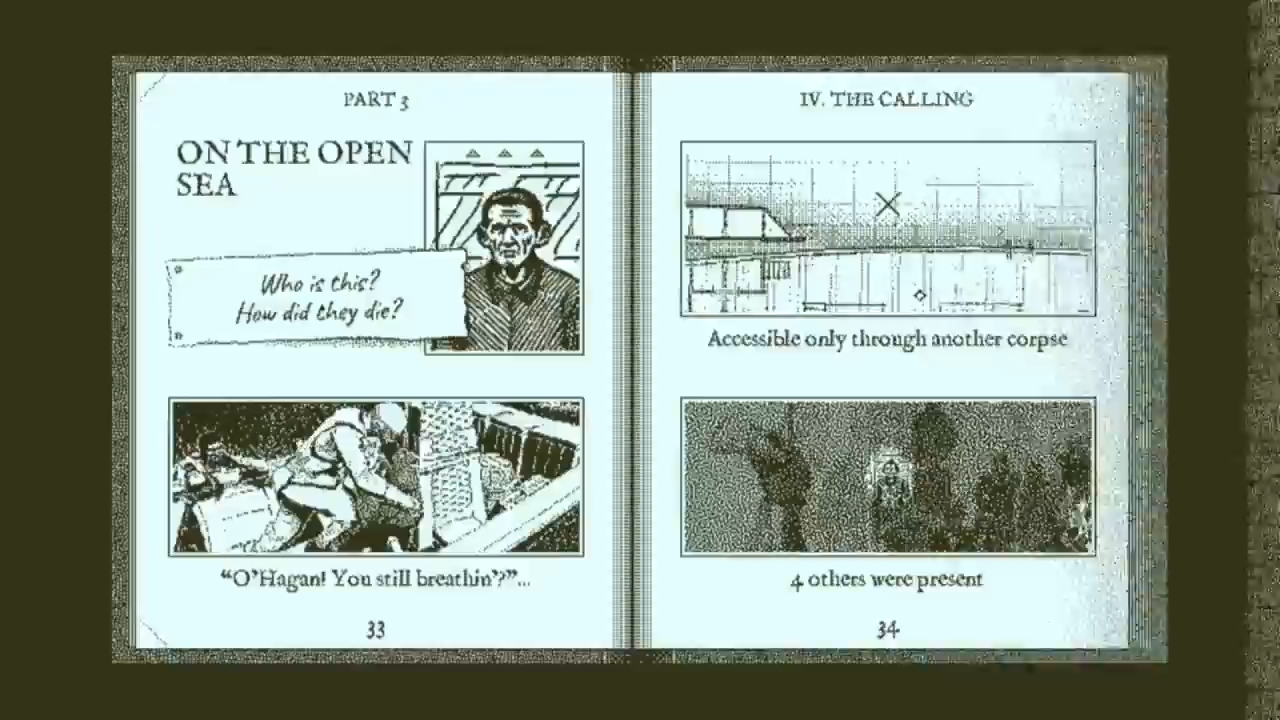 PART 3
ON THE OPEN
SEA
Who is this?
How did they die?
“O’Hagan! You still breathin’?”...
33
IV. THE CALLING
Accessible only through another corpse
4 others were present
34